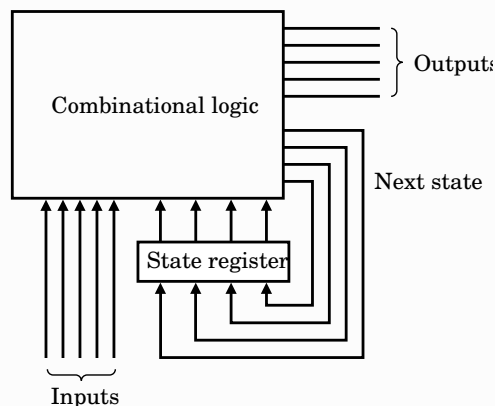 Outputs
Combinational logic
Next state
State register
Inputs